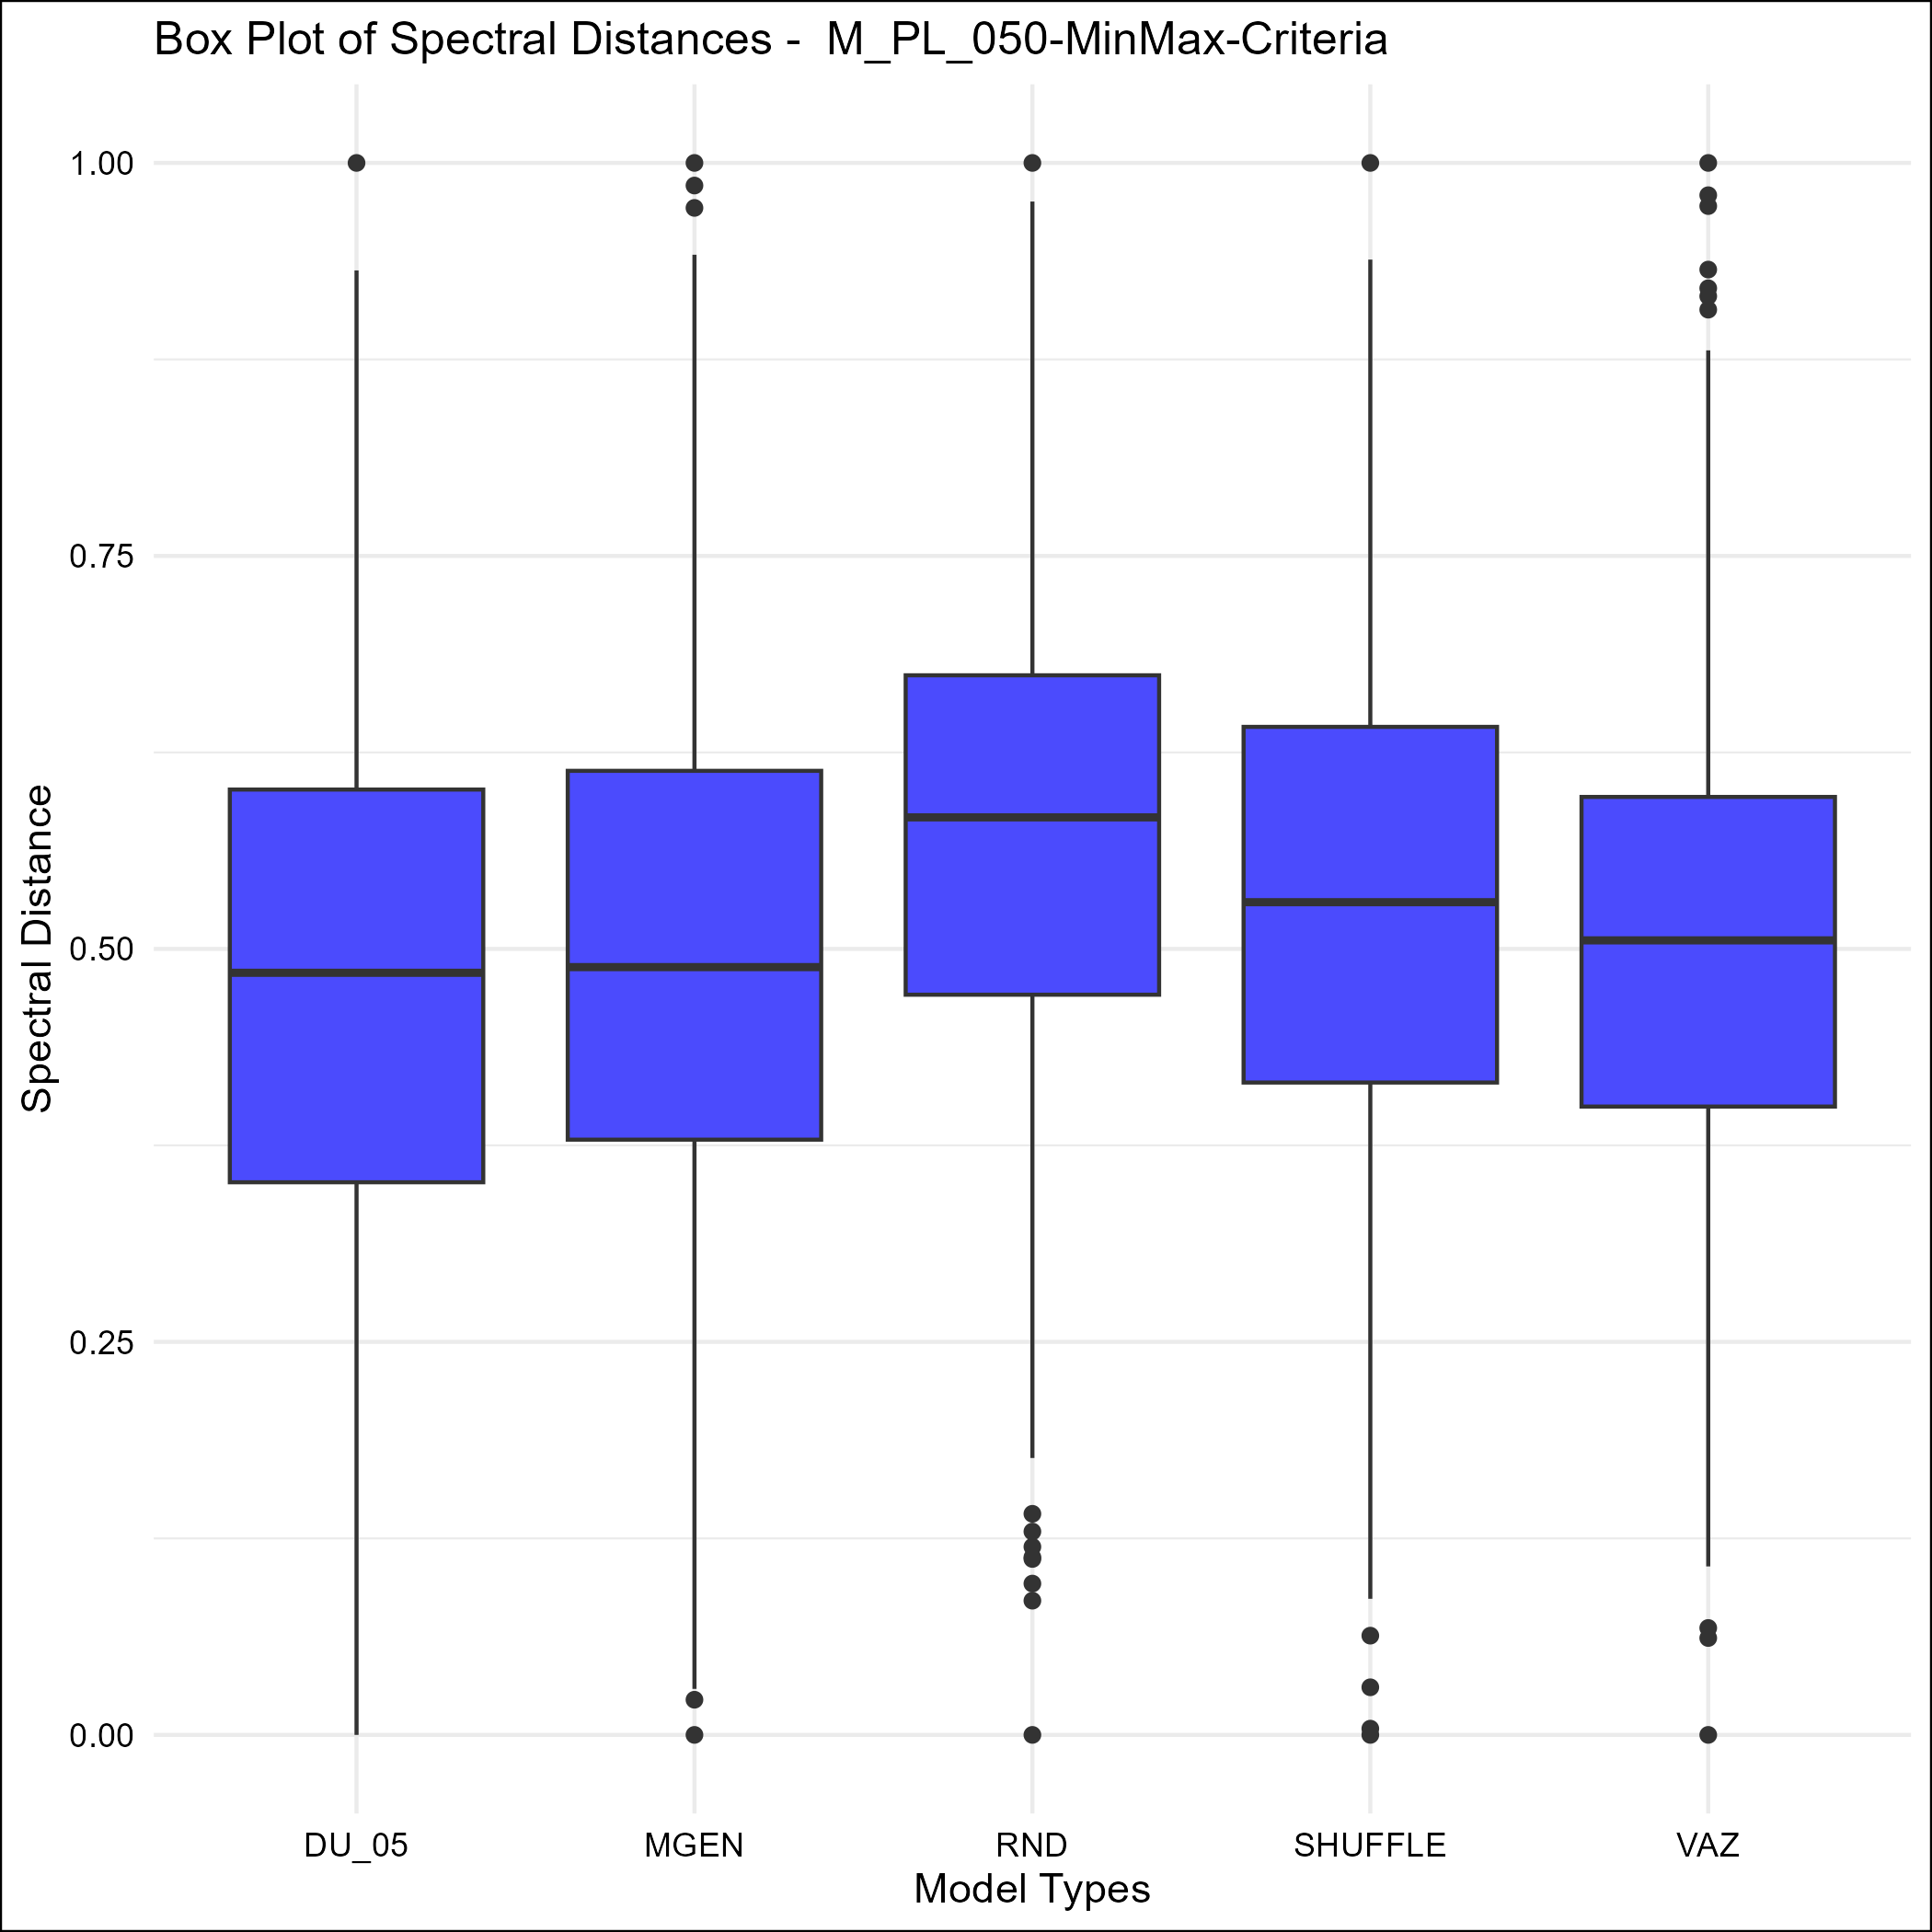 Box Plot of Spectral Distances -  M_PL_050-MinMax-Criteria
1.00
0.75
0.50
0.25
0.00
Spectral Distance
DU_05 MGEN RND SHUFFLE VAZ
Model Types